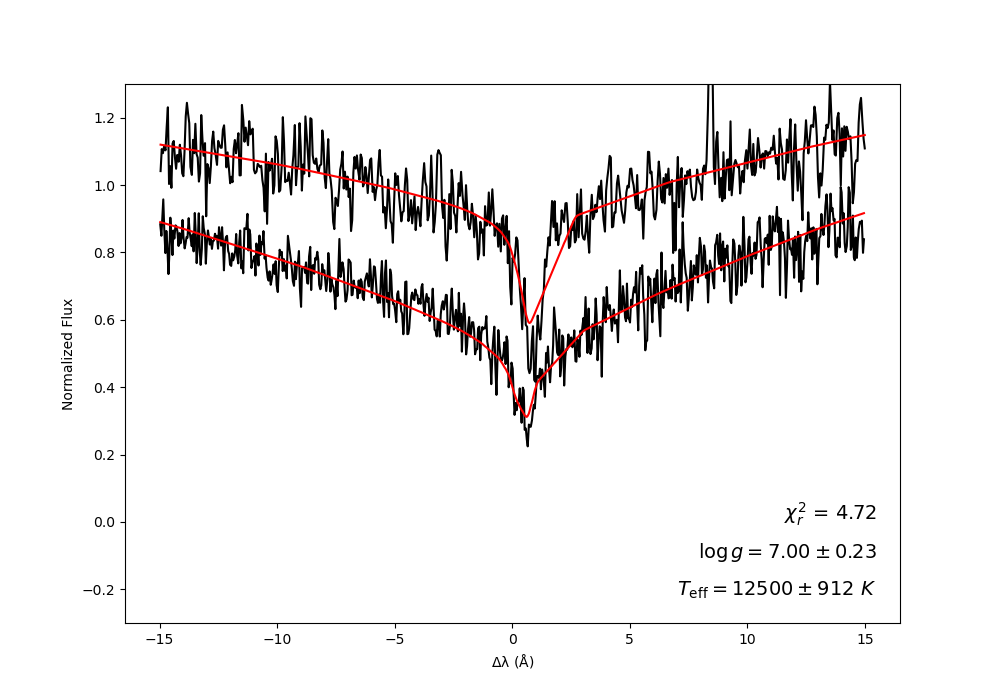 1.2
1.0
0.8
0.6
0.4
0.2
0.0
−0.2
Normalized Flux
χ²ᵣ = 4.72
log g = 7.00 ± 0.23
T_eff = 12500 ± 912 K
−15 −10 −5 0 5 10 15
Δλ (Å)